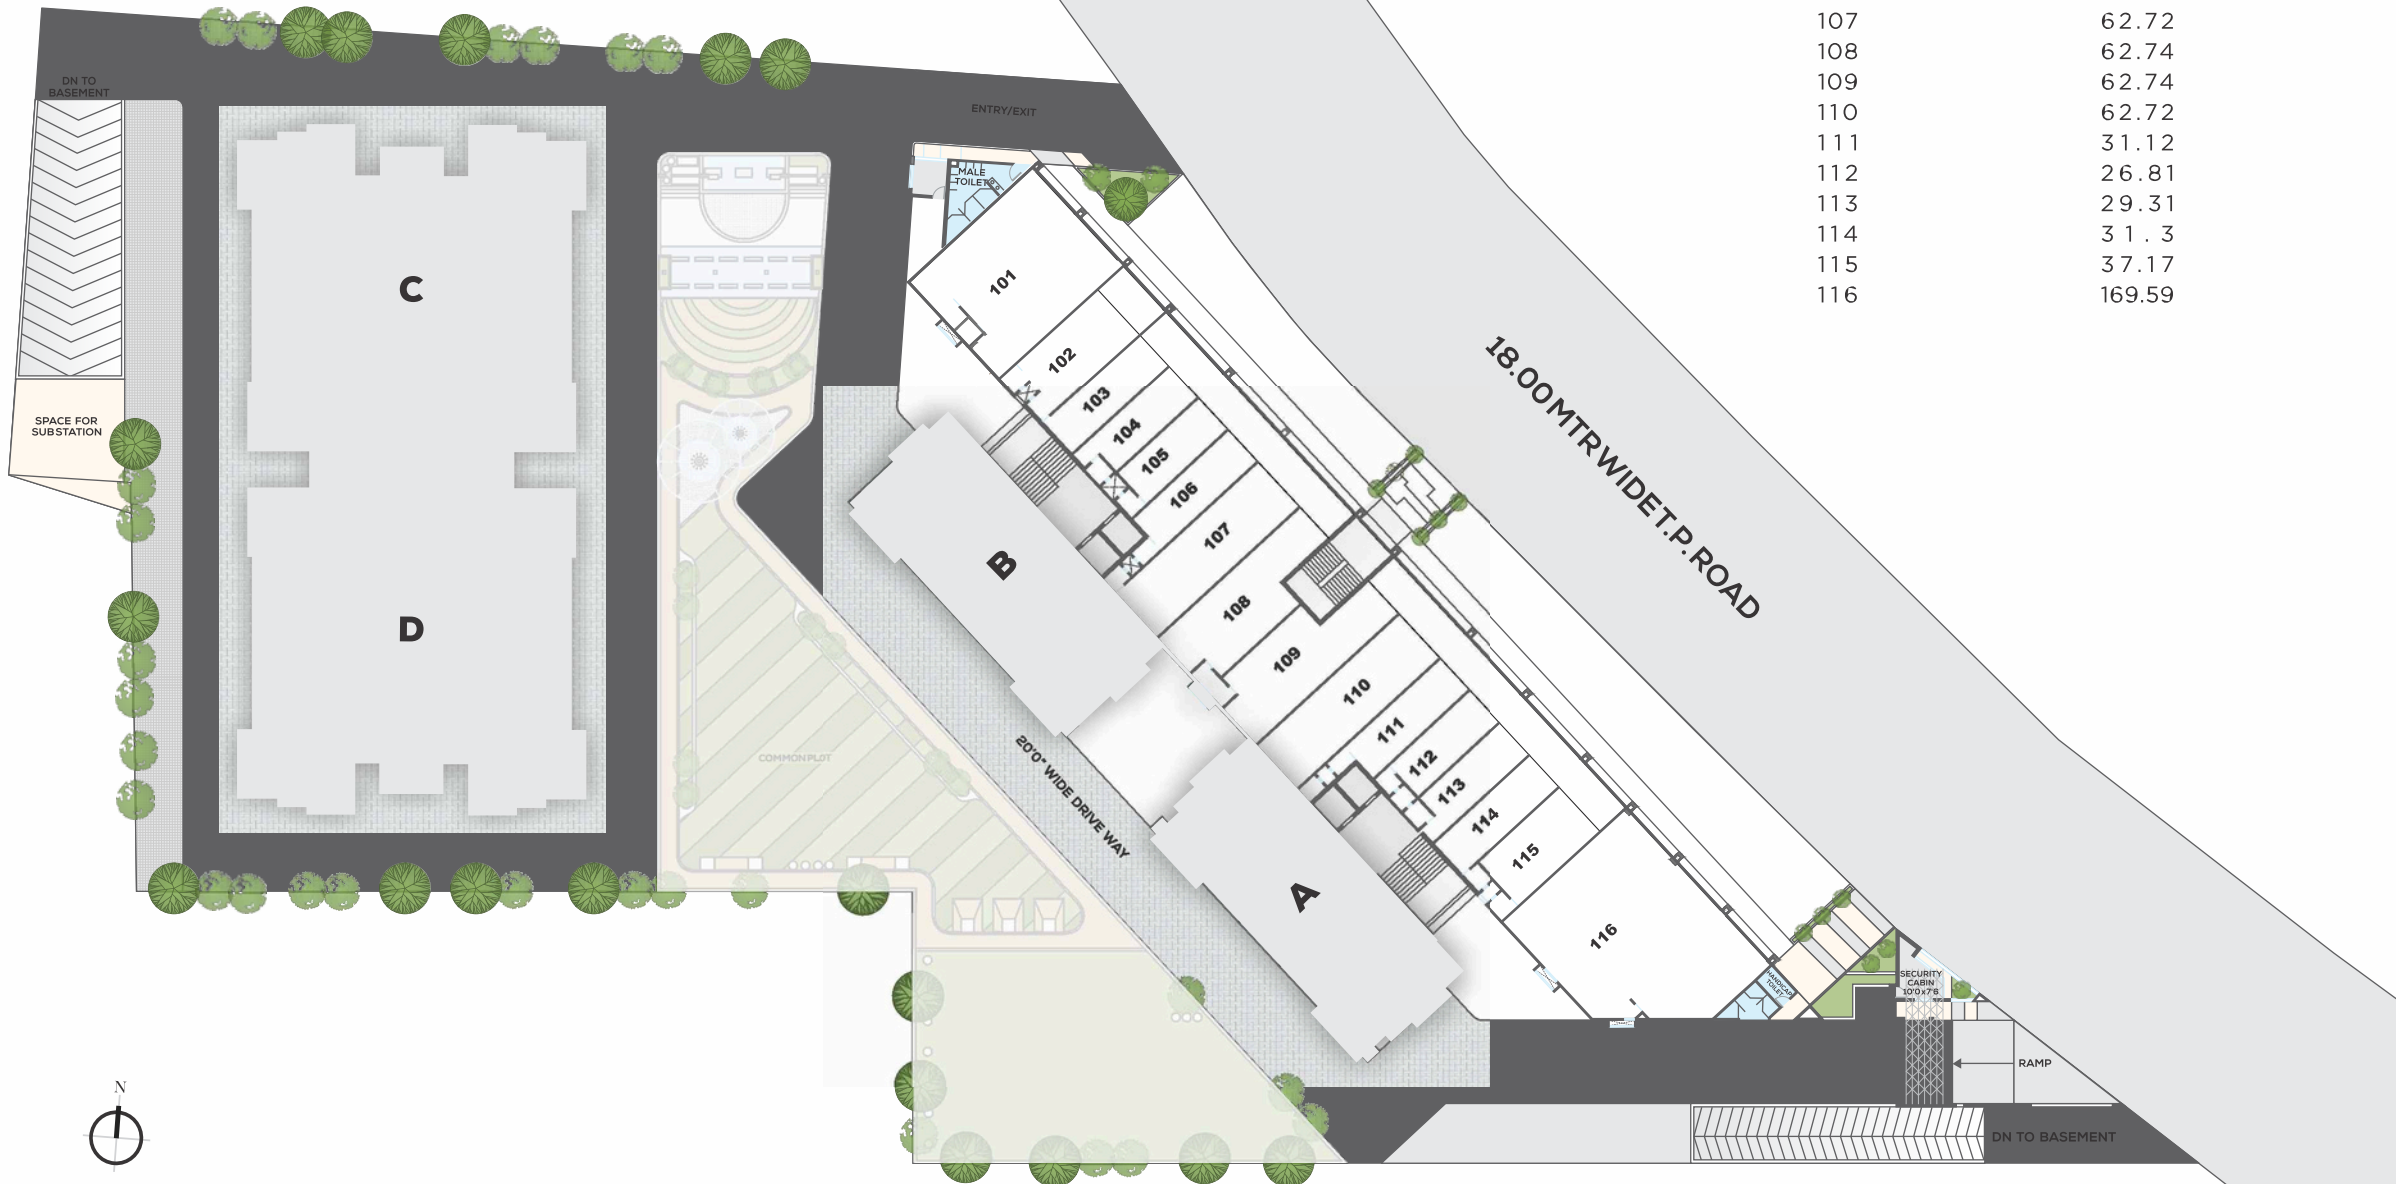 107 62.72
108 62.74
109 62.74
110 62.72
111 31.12
112 26.81
113 29.31
114 31.3
115 37.17
116 169.59
DN TO
BASEMENT
ENTRY/EXIT
MALE
TOILET
C
101
102
103
104
105
106
107
108
109
110
111
112
113
114
115
116
18.00MTRWIDET.P.ROAD
SPACE FOR
SUBSTATION
B
D
COMMON PLOT
20'0" WIDE DRIVE WAY
A
HANDICAP
TOILET
SECURITY
CABIN
10'0x7'6
RAMP
DN TO BASEMENT
N